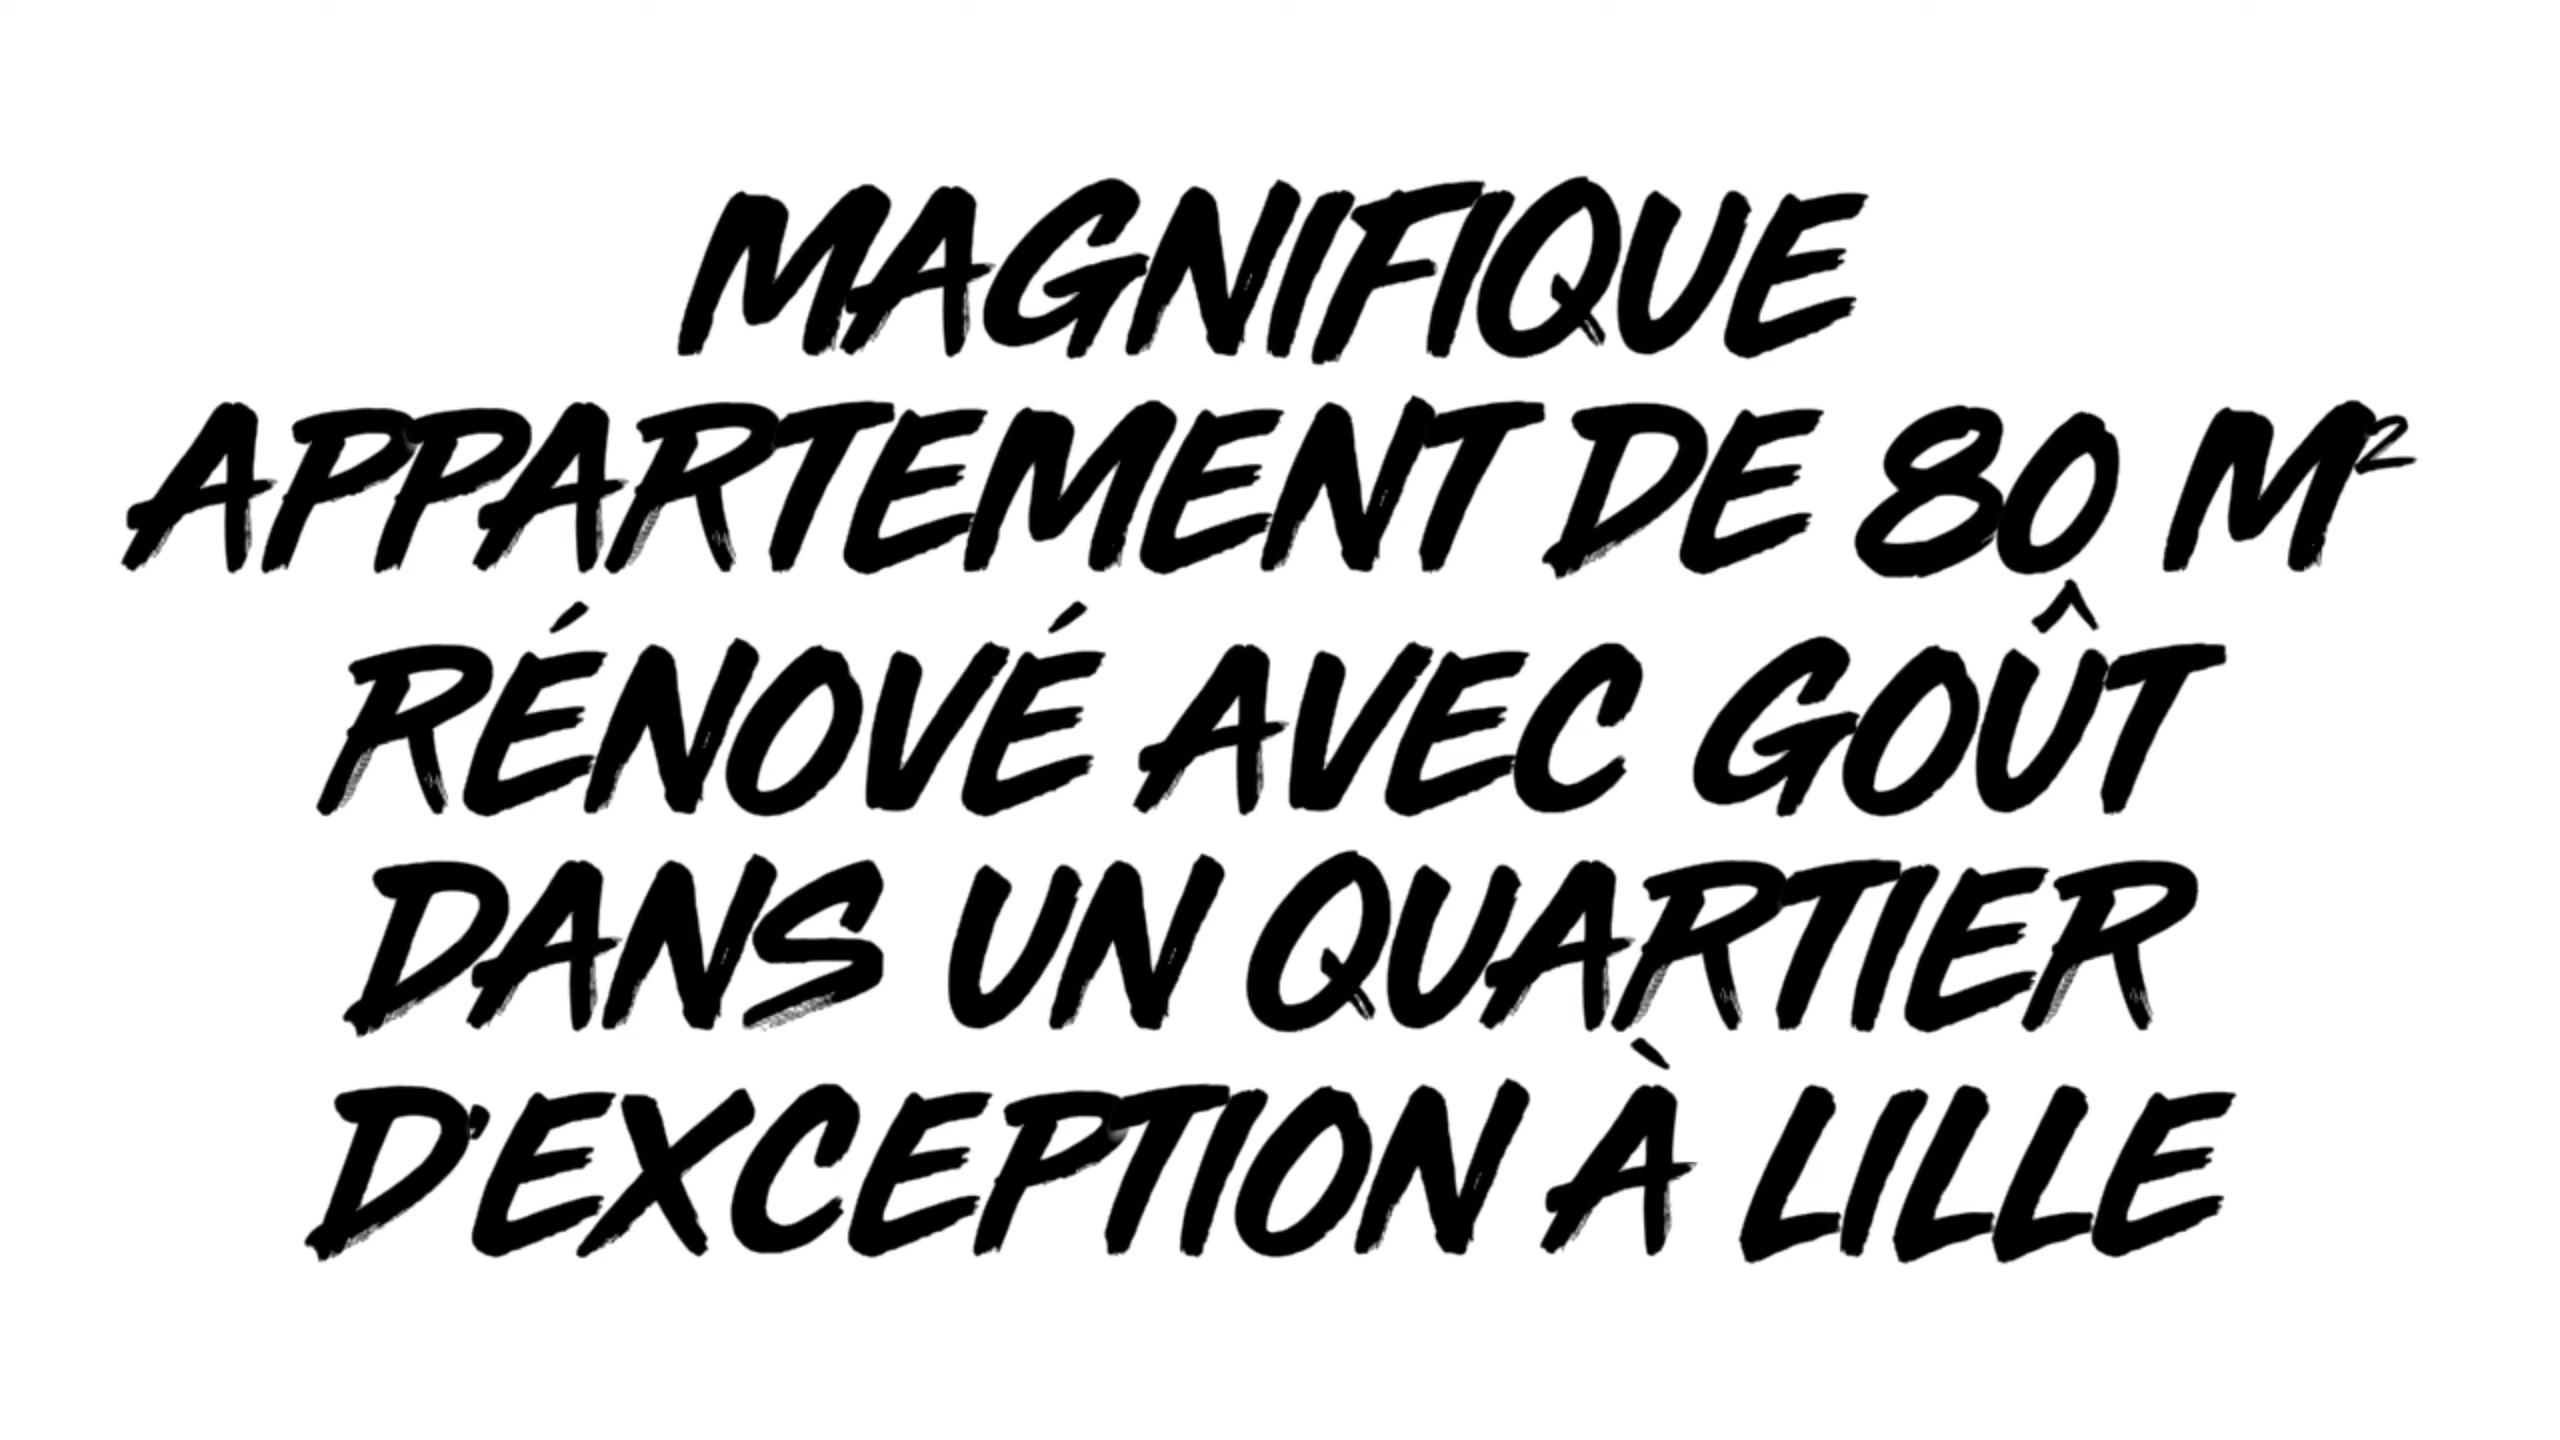 MAGNIFIQUE
APPARTEMENT DE 80 M²
RÉNOVÉ AVEC GOÛT
DANS UN QUARTIER
D'EXCEPTION À LILLE